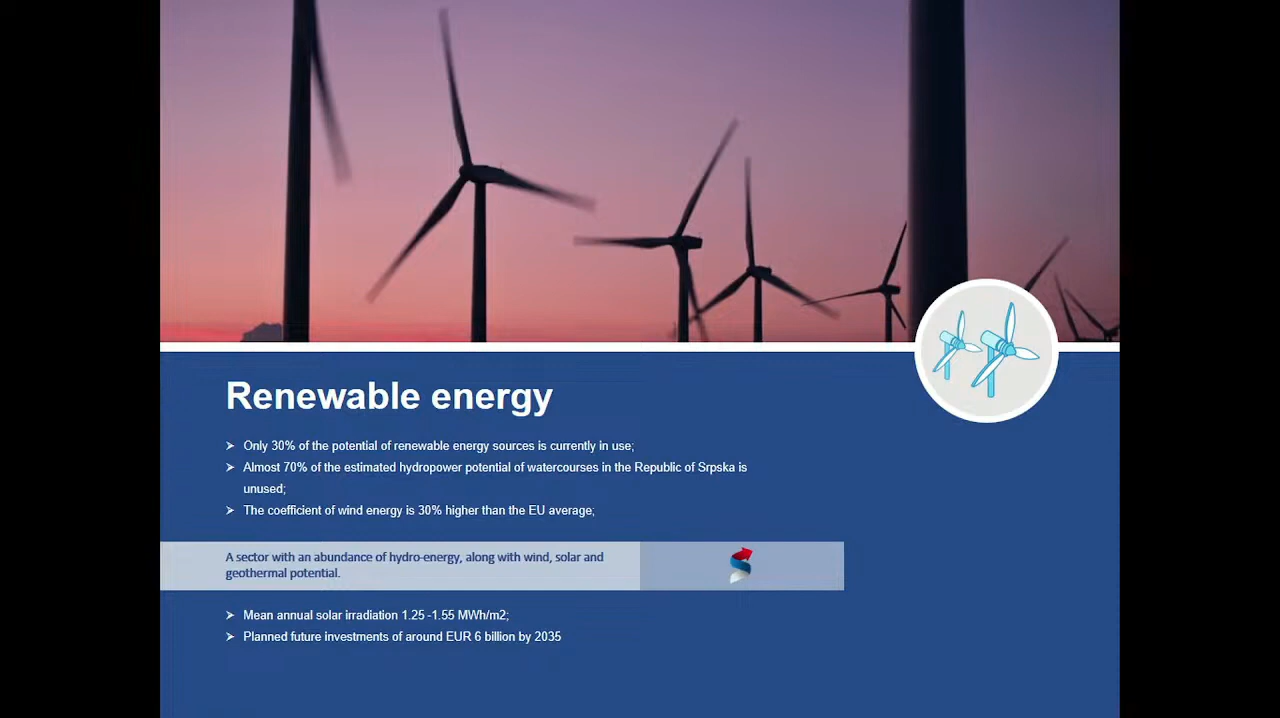 Renewable energy
➢ Only 30% of the potential of renewable energy sources is currently in use;
➢ Almost 70% of the estimated hydropower potential of watercourses in the Republic of Srpska is
unused;
➢ The coefficient of wind energy is 30% higher than the EU average;
A sector with an abundance of hydro-energy, along with wind, solar and
geothermal potential.
➢ Mean annual solar irradiation 1.25 -1.55 MWh/m2;
➢ Planned future investments of around EUR 6 billion by 2035